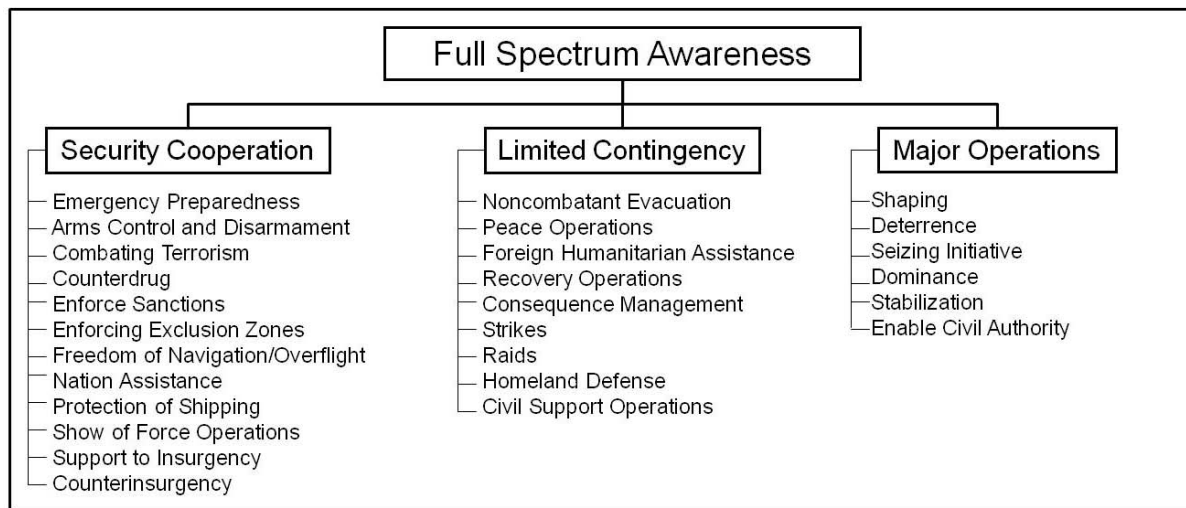 Full Spectrum Awareness
Security Cooperation
Emergency Preparedness
Arms Control and Disarmament
Combating Terrorism
Counterdrug
Enforce Sanctions
Enforcing Exclusion Zones
Freedom of Navigation/Overflight
Nation Assistance
Protection of Shipping
Show of Force Operations
Support to Insurgency
Counterinsurgency
Limited Contingency
Noncombatant Evacuation
Peace Operations
Foreign Humanitarian Assistance
Recovery Operations
Consequence Management
Strikes
Raids
Homeland Defense
Civil Support Operations
Major Operations
Shaping
Deterrence
Seizing Initiative
Dominance
Stabilization
Enable Civil Authority